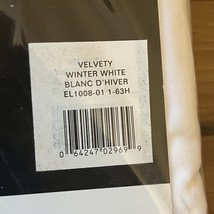 VELVETY
WINTER WHITE
BLANC D'HIVER
EL1008-01 1-63H
0 64247 02969 9